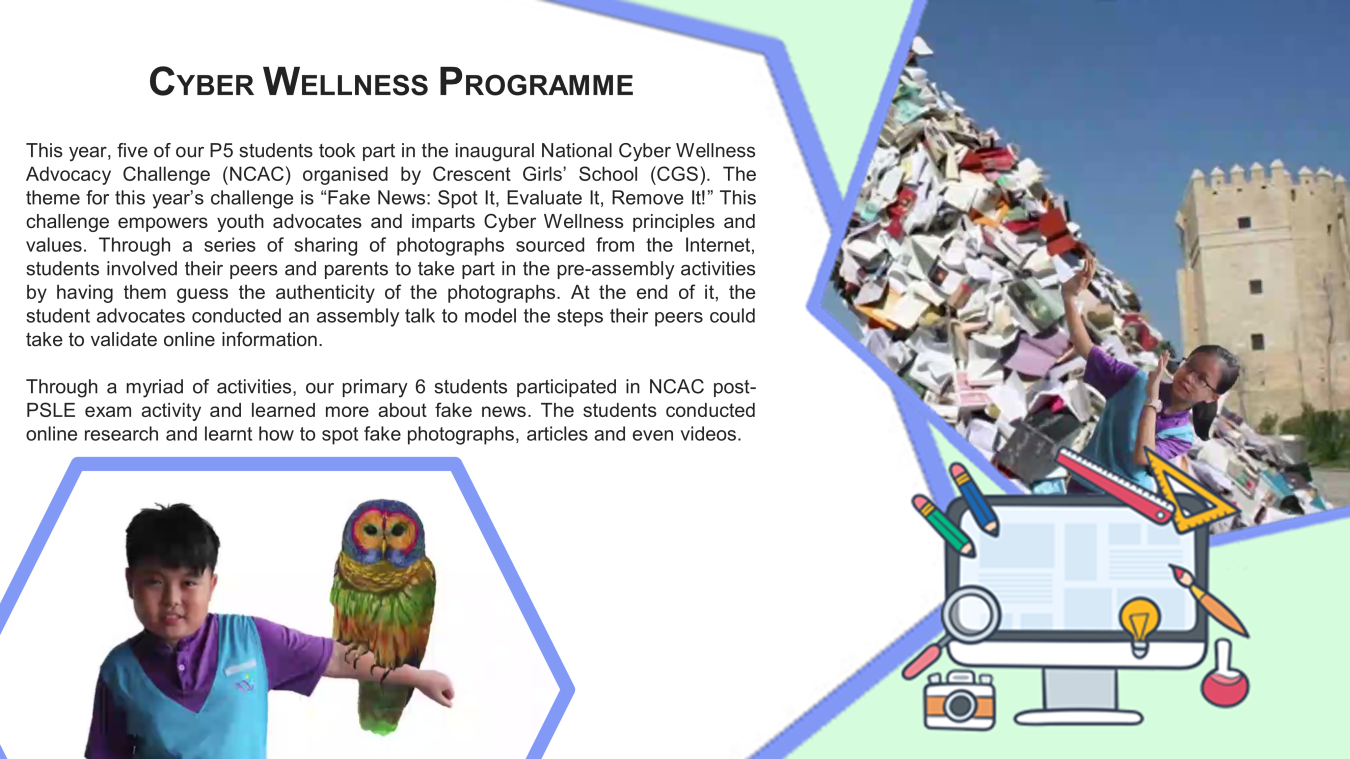 CYBER WELLNESS PROGRAMME
This year, five of our P5 students took part in the inaugural National Cyber Wellness
Advocacy Challenge (NCAC) organised by Crescent Girls’ School (CGS). The
theme for this year’s challenge is “Fake News: Spot It, Evaluate It, Remove It!” This
challenge empowers youth advocates and imparts Cyber Wellness principles and
values. Through a series of sharing of photographs sourced from the Internet,
students involved their peers and parents to take part in the pre-assembly activities
by having them guess the authenticity of the photographs. At the end of it, the
student advocates conducted an assembly talk to model the steps their peers could
take to validate online information.
Through a myriad of activities, our primary 6 students participated in NCAC post-
PSLE exam activity and learned more about fake news. The students conducted
online research and learnt how to spot fake photographs, articles and even videos.